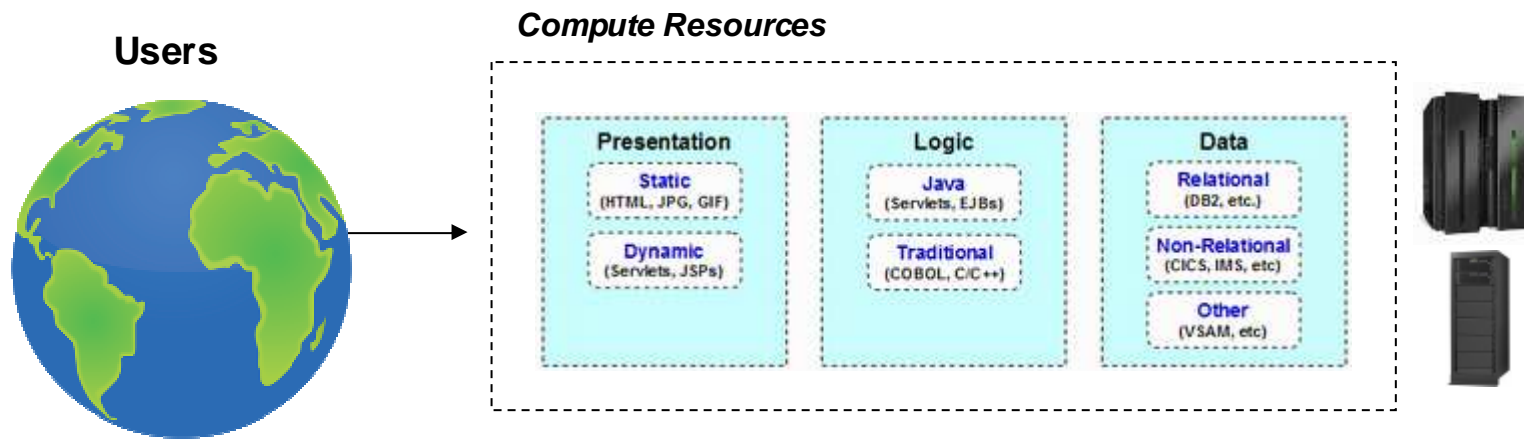 Compute Resources
Users
Presentation
Static
(HTML, JPG, GIF)
Dynamic
(Servlets, JSPs)
Logic
Java
(Servlets, EJBs)
Traditional
(COBOL, C/C++)
Data
Relational
(DB2, etc.)
Non-Relational
(CICS, IMS, etc)
Other
(VSAM, etc)